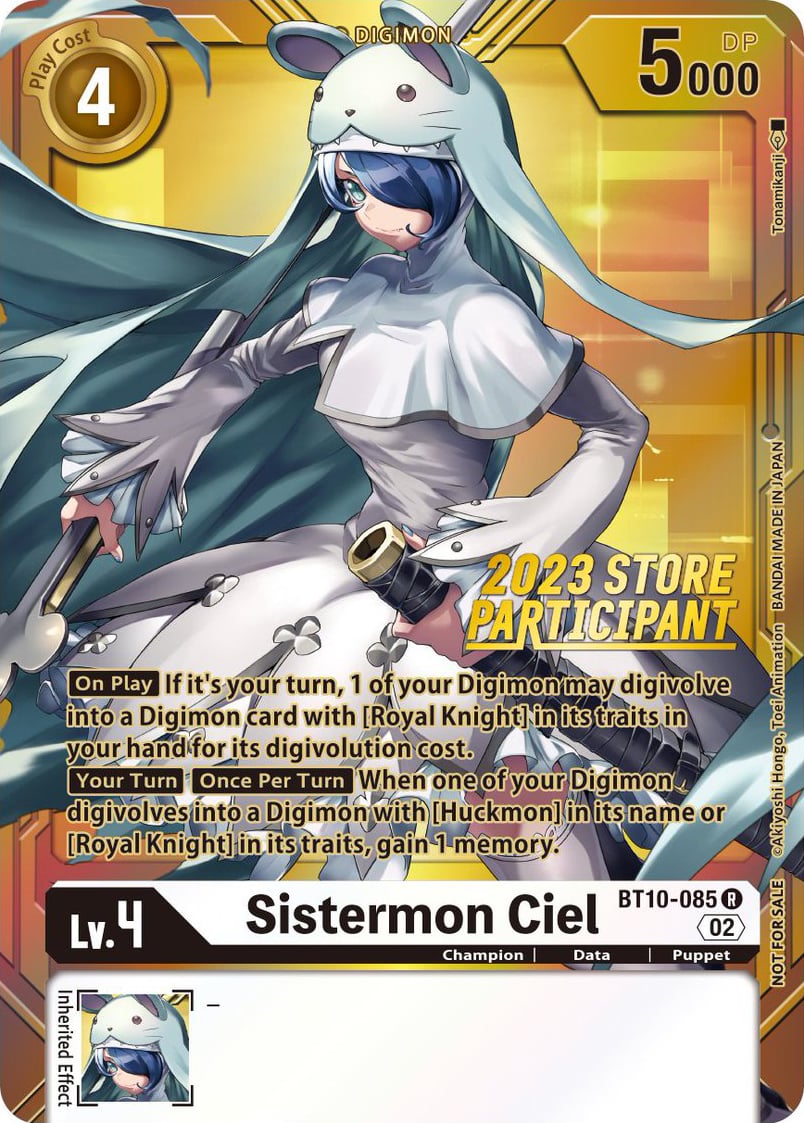 Play Cost
4
DIGIMON
5000
DP
Tonamikanji
2023 STORE
PARTICIPANT
On Play If it's your turn, 1 of your Digimon may digivolve
into a Digimon card with [Royal Knight] in its traits in
your hand for its digivolution cost.
Your Turn Once Per Turn When one of your Digimon
digivolves into a Digimon with [Huckmon] in its name or
[Royal Knight] in its traits, gain 1 memory.
©Akiyoshi Hongo, Toei Animation BANDAI MADE IN JAPAN
NOT FOR SALE
Lv.4
Sistermon Ciel
BT10-085 R
02
Champion | Data | Puppet
Inherited Effect
–